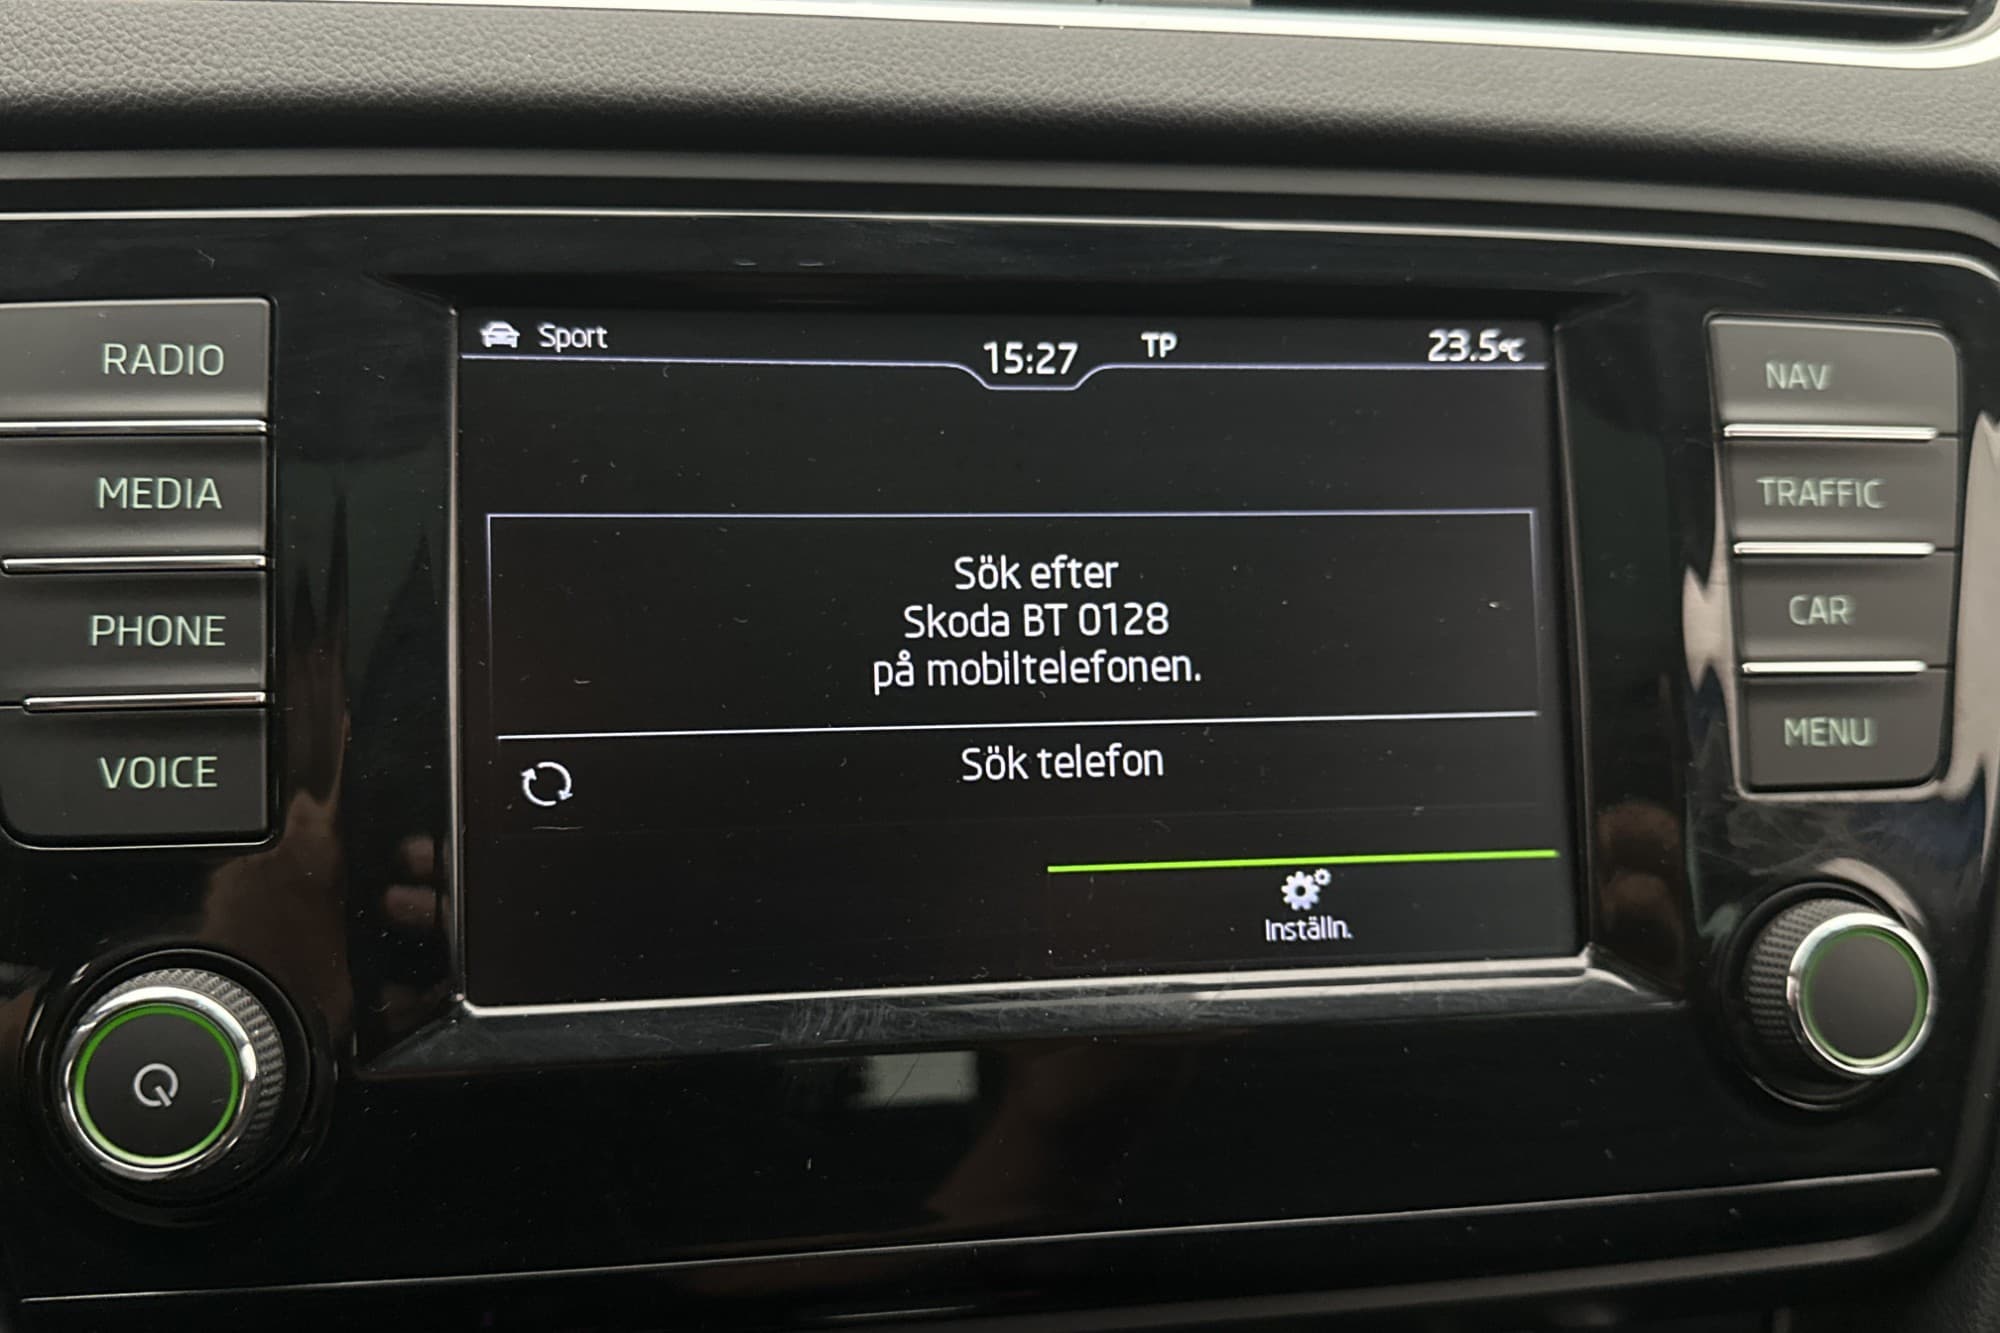 Sport
15:27
TP
23.5°C
RADIO
MEDIA
PHONE
VOICE
Sök efter
Skoda BT 0128
på mobiltelefonen.
Sök telefon
Inställn.
NAV
TRAFFIC
CAR
MENU